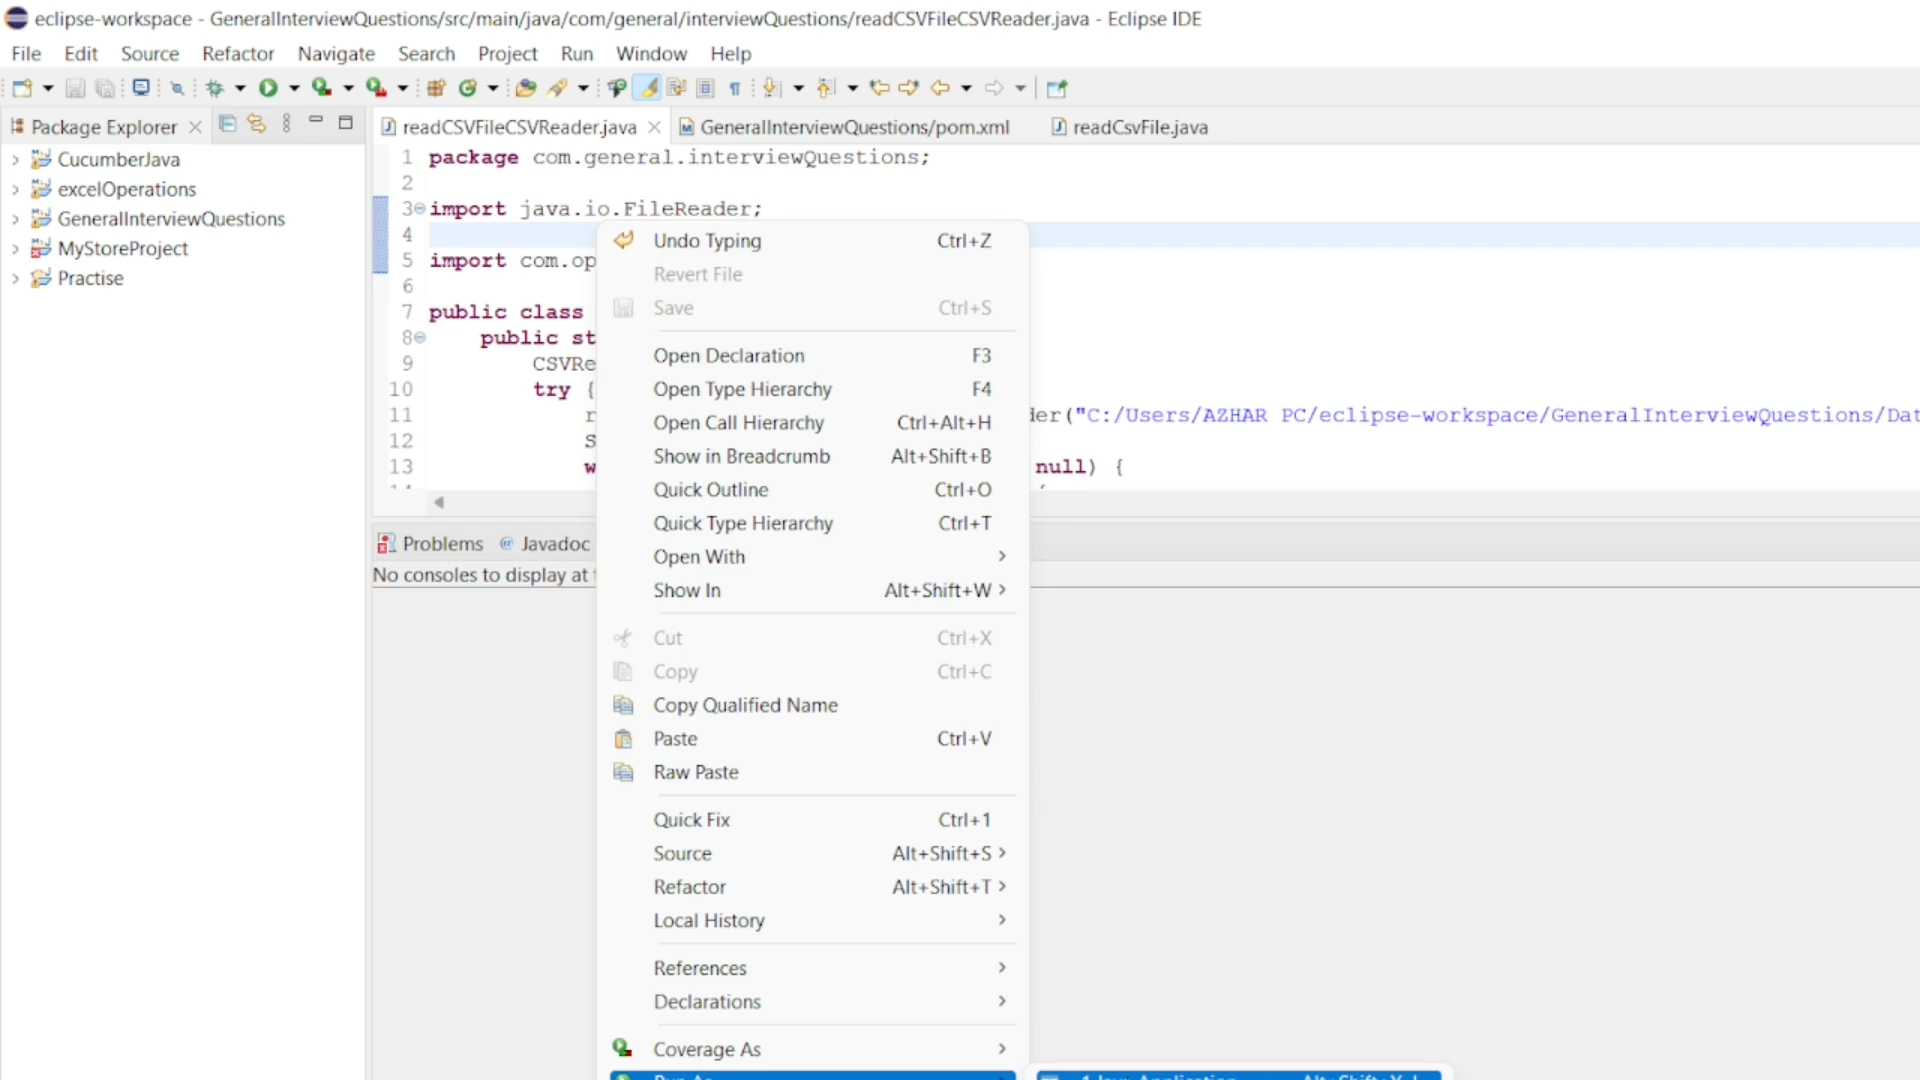 eclipse-workspace - GeneralInterviewQuestions/src/main/java/com/general/interviewQuestions/readCSVFileCSVReader.java - Eclipse IDE
File Edit Source Refactor Navigate Search Project Run Window Help
Package Explorer
readCSVFileCSVReader.java GeneralInterviewQuestions/pom.xml readCsvFile.java
CucumberJava
excelOperations
GeneralInterviewQuestions
MyStoreProject
Practise
1 package com.general.interviewQuestions;
2
3 import java.io.FileReader;
4
5 import com.op
6
7 public class
8 public st
9 CSVRe
10 try {
11 der("C:/Users/AZHAR PC/eclipse-workspace/GeneralInterviewQuestions/Dat
12 S
13 w null) {
Problems Javadoc
No consoles to display at
Undo Typing Ctrl+Z
Revert File
Save Ctrl+S
Open Declaration F3
Open Type Hierarchy F4
Open Call Hierarchy Ctrl+Alt+H
Show in Breadcrumb Alt+Shift+B
Quick Outline Ctrl+O
Quick Type Hierarchy Ctrl+T
Open With
Show In Alt+Shift+W
Cut Ctrl+X
Copy Ctrl+C
Copy Qualified Name
Paste Ctrl+V
Raw Paste
Quick Fix Ctrl+1
Source Alt+Shift+S
Refactor Alt+Shift+T
Local History
References
Declarations
Coverage As